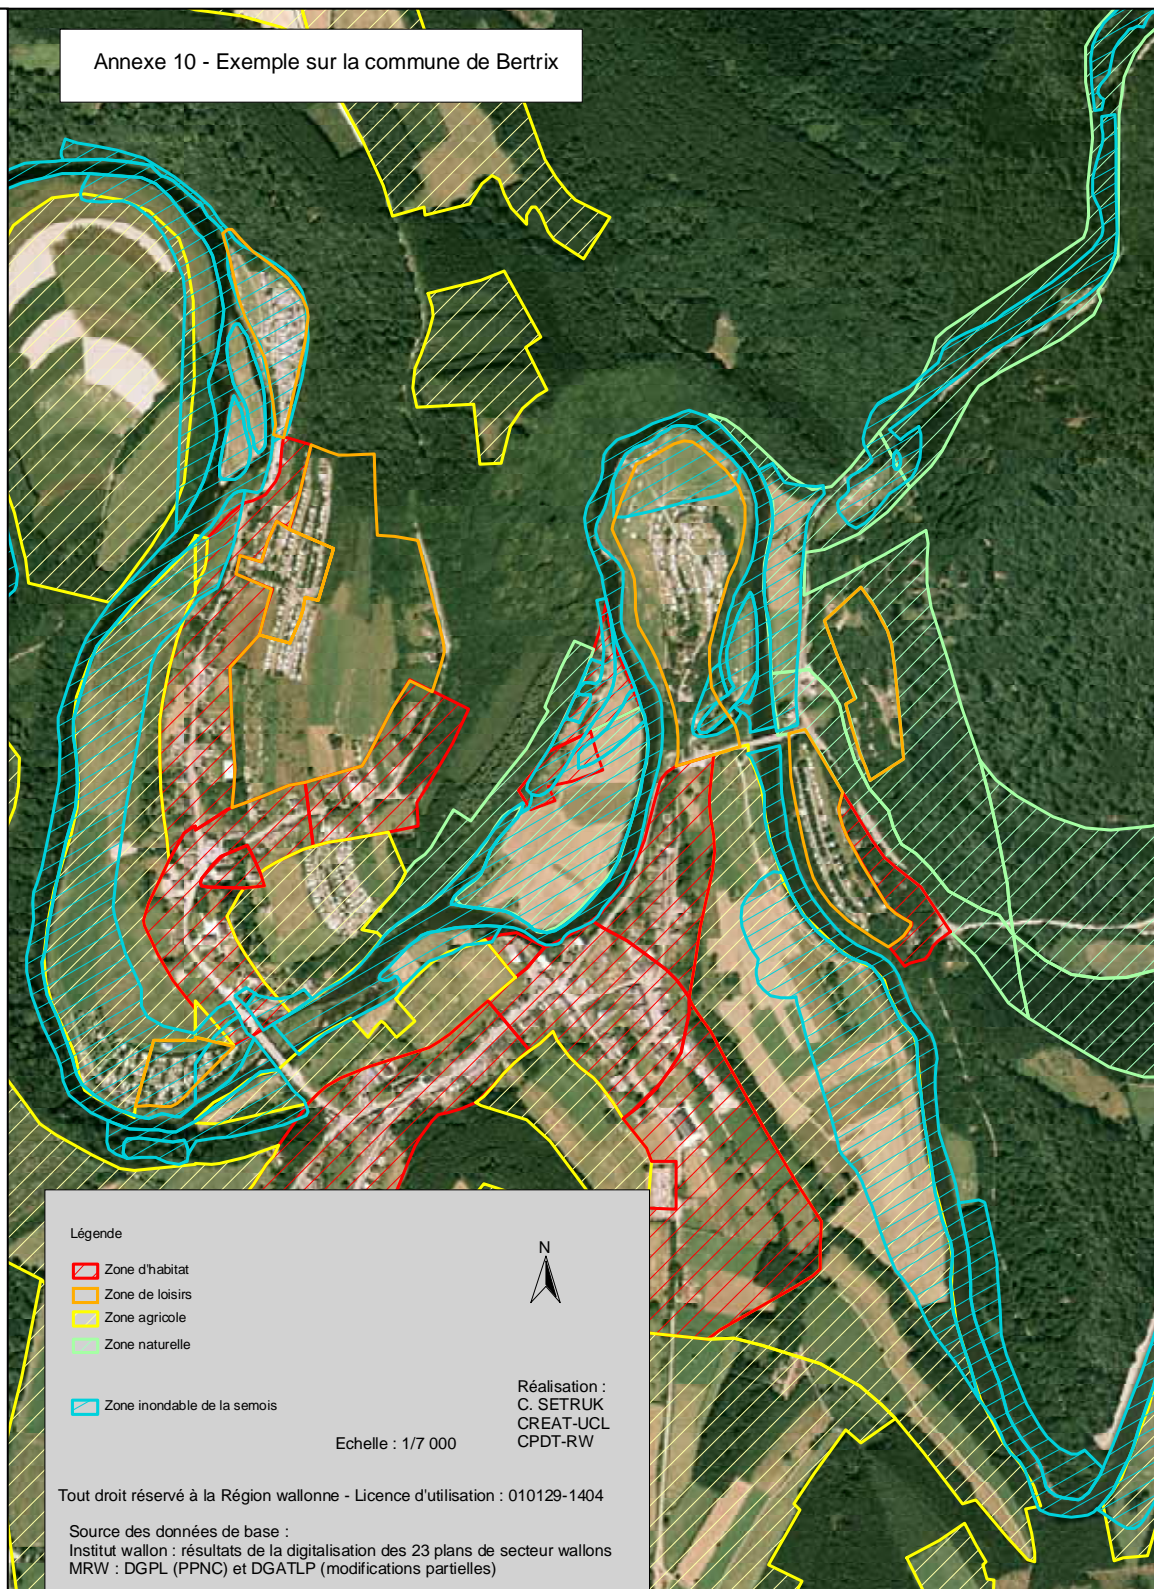 Annexe 10 - Exemple sur la commune de Bertrix
Légende
Zone d'habitat
Zone de loisirs
Zone agricole
Zone naturelle
Zone inondable de la semois
N
Echelle : 1/7 000
Réalisation :
C. SETRUK
CREAT-UCL
CPDT-RW
Tout droit réservé à la Région wallonne - Licence d'utilisation : 010129-1404
Source des données de base :
Institut wallon : résultats de la digitalisation des 23 plans de secteur wallons
MRW : DGPL (PPNC) et DGATLP (modifications partielles)